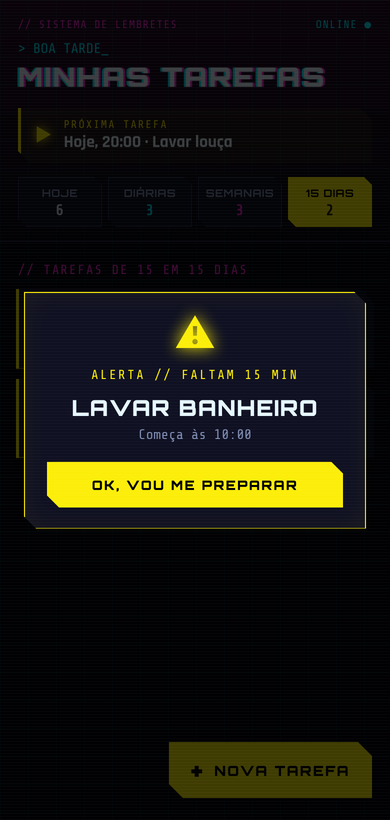 // SISTEMA DE LEMBRETES
ONLINE
> BOA TARDE_
MINHAS TAREFAS
PRÓXIMA TAREFA
Hoje, 20:00 · Lavar louça
HOJE
6
DIÁRIAS
3
SEMANAIS
3
15 DIAS
2
// TAREFAS DE 15 EM 15 DIAS
ALERTA // FALTAM 15 MIN
LAVAR BANHEIRO
Começa às 10:00
OK, VOU ME PREPARAR
+ NOVA TAREFA